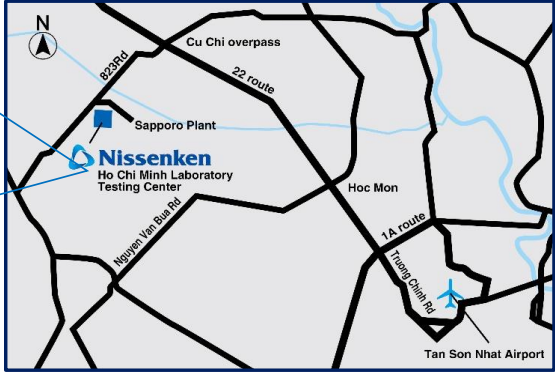 N
Cu Chi overpass
823Rd
22 route
Sapporo Plant
Nissenken
Ho Chi Minh Laboratory
Testing Center
Hoc Mon
Nguyen Van Bua Rd
1A route
Truong Chinh Rd
Tan Son Nhat Airport